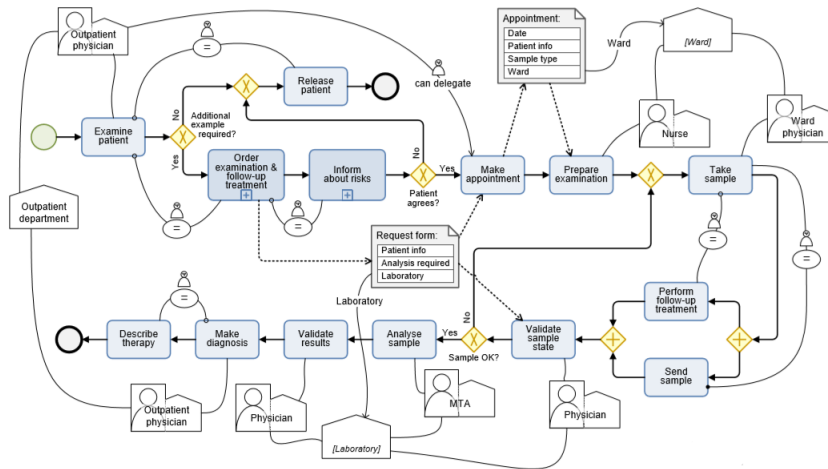 Outpatient
physician
=
Appointment:
Date
Patient info
Sample type
Ward
Ward
[Ward]
can delegate
Release
patient
No
Additional
example
required?
Examine
patient
Yes
No
Nurse
Ward
physician
Order
examination &
follow-up
treatment
Inform
about risks
Yes
Patient
agrees?
Make
appointment
Prepare
examination
Take
sample
Outpatient
department
=
=
Request form:
Patient info
Analysis required
Laboratory
=
=
Laboratory
No
Perform
follow-up
treatment
=
Describe
therapy
Make
diagnosis
Validate
results
Analyse
sample
Yes
Sample OK?
Validate
sample
state
Send
sample
Outpatient
physician
Physician
[Laboratory]
MTA
Physician